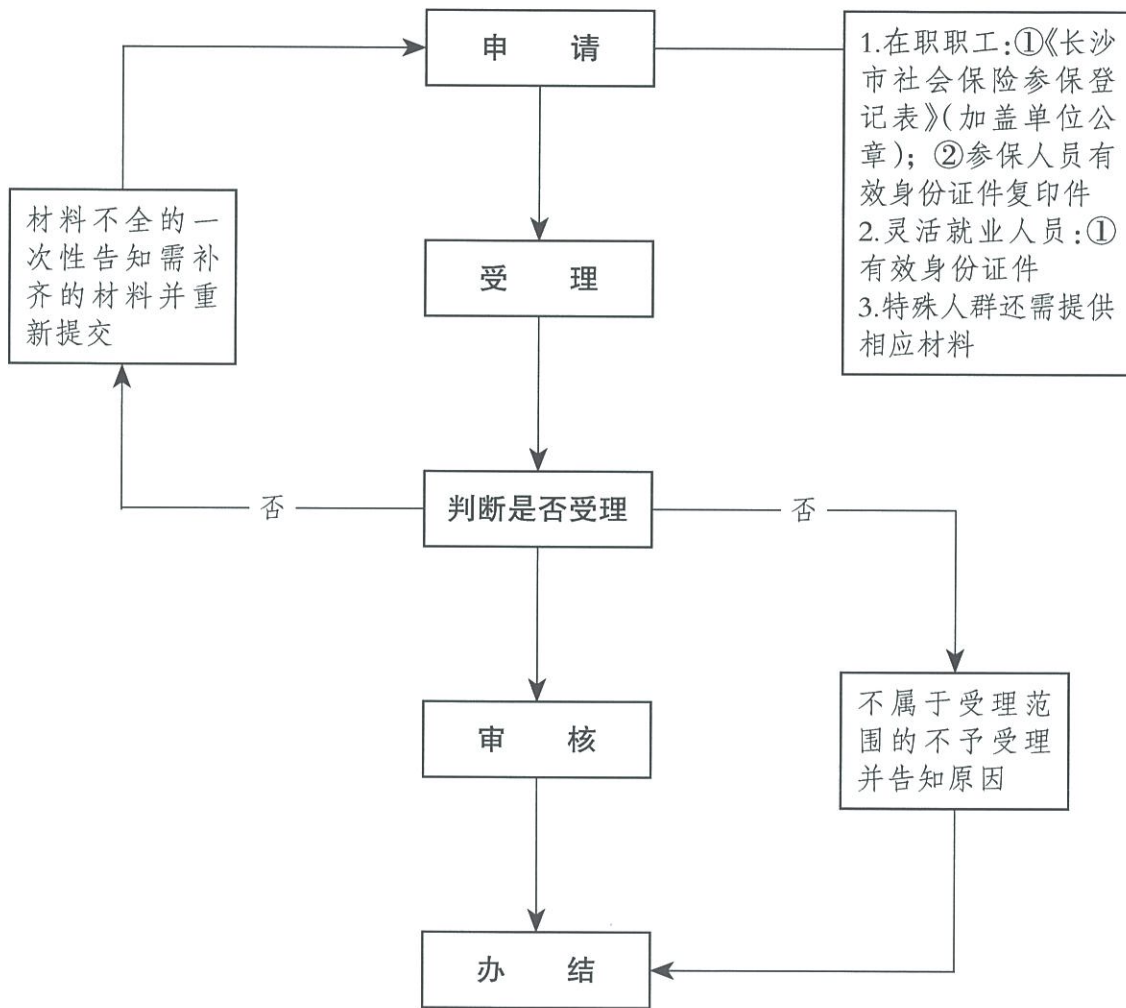 申 请
1.在职职工:①《长沙
市社会保险参保登
记表》(加盖单位公
章); ②参保人员有
效身份证件复印件
2.灵活就业人员:①
有效身份证件
3.特殊人群还需提供
相应材料
材料不全的一
次性告知需补
齐的材料并重
新提交
受 理
否
判断是否受理
否
审 核
不属于受理范
围的不予受理
并告知原因
办 结